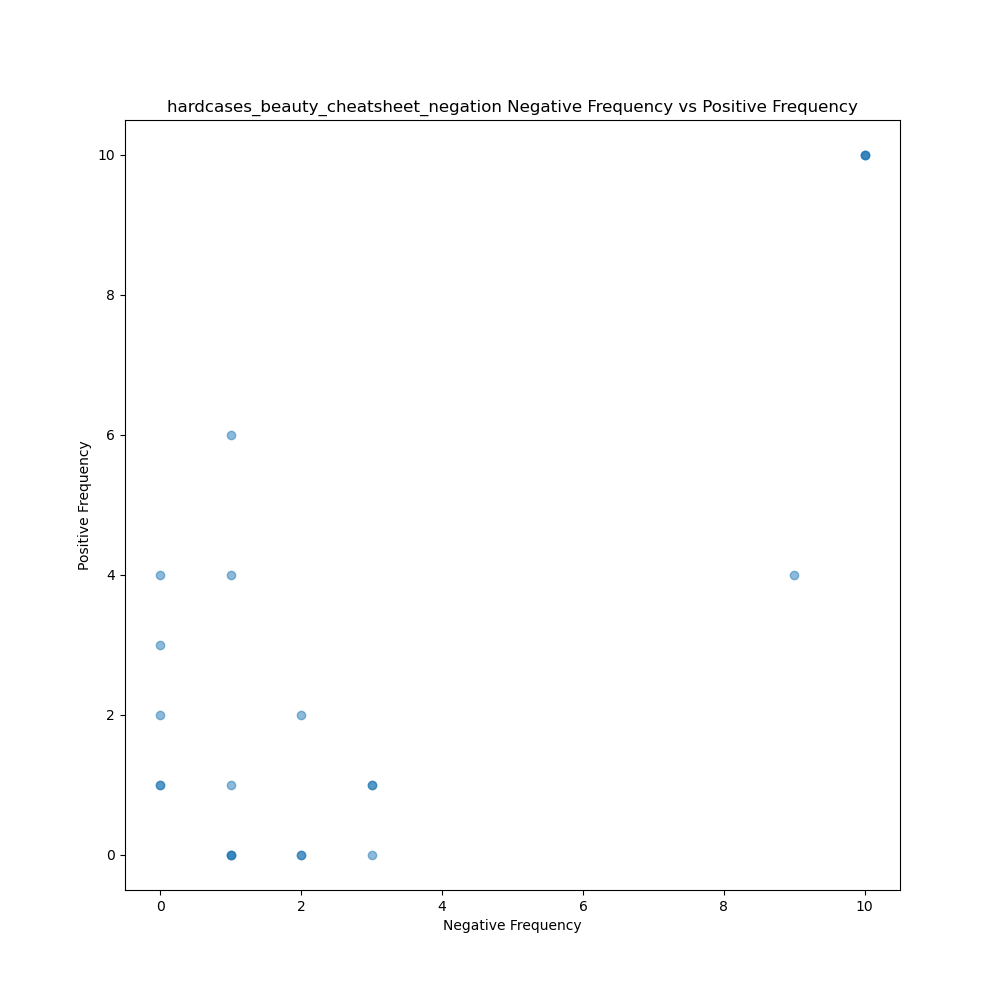 hardcases_beauty_cheatsheet_negation Negative Frequency vs Positive Frequency
10
8
6
4
2
0
Positive Frequency
0 2 4 6 8 10
Negative Frequency